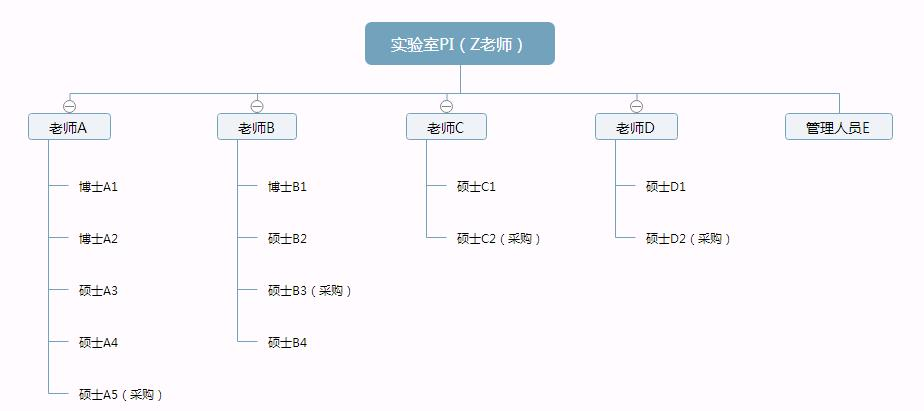 实验室PI（Z老师）
老师A
老师B
老师C
老师D
管理人员E
博士A1
博士B1
硕士C1
硕士D1
博士A2
硕士B2
硕士C2（采购）
硕士D2（采购）
硕士A3
硕士B3（采购）
硕士A4
硕士B4
硕士A5（采购）